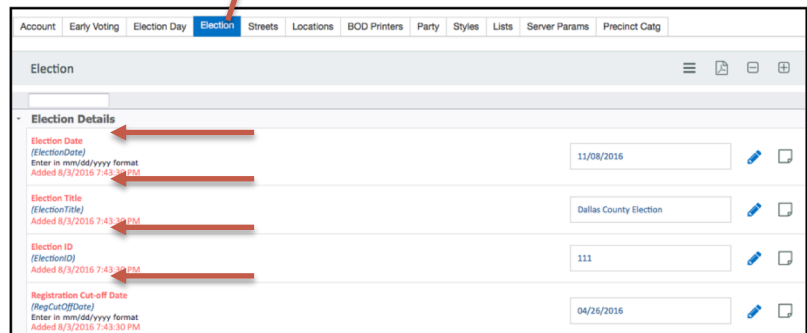 Account Early Voting Election Day Election Streets Locations BOD Printers Party Styles Lists Server Params Precinct Catg
Election
Election Details
Election Date
(ElectionDate)
Enter in mm/dd/yyyy format
Added 8/3/2016 7:43:30 PM
11/08/2016
Election Title
(ElectionTitle)
Added 8/3/2016 7:43:30 PM
Dallas County Election
Election ID
(ElectionID)
Added 8/3/2016 7:43:30 PM
111
Registration Cut-off Date
(RegCutOffDate)
Enter in mm/dd/yyyy format
Added 8/3/2016 7:43:30 PM
04/26/2016